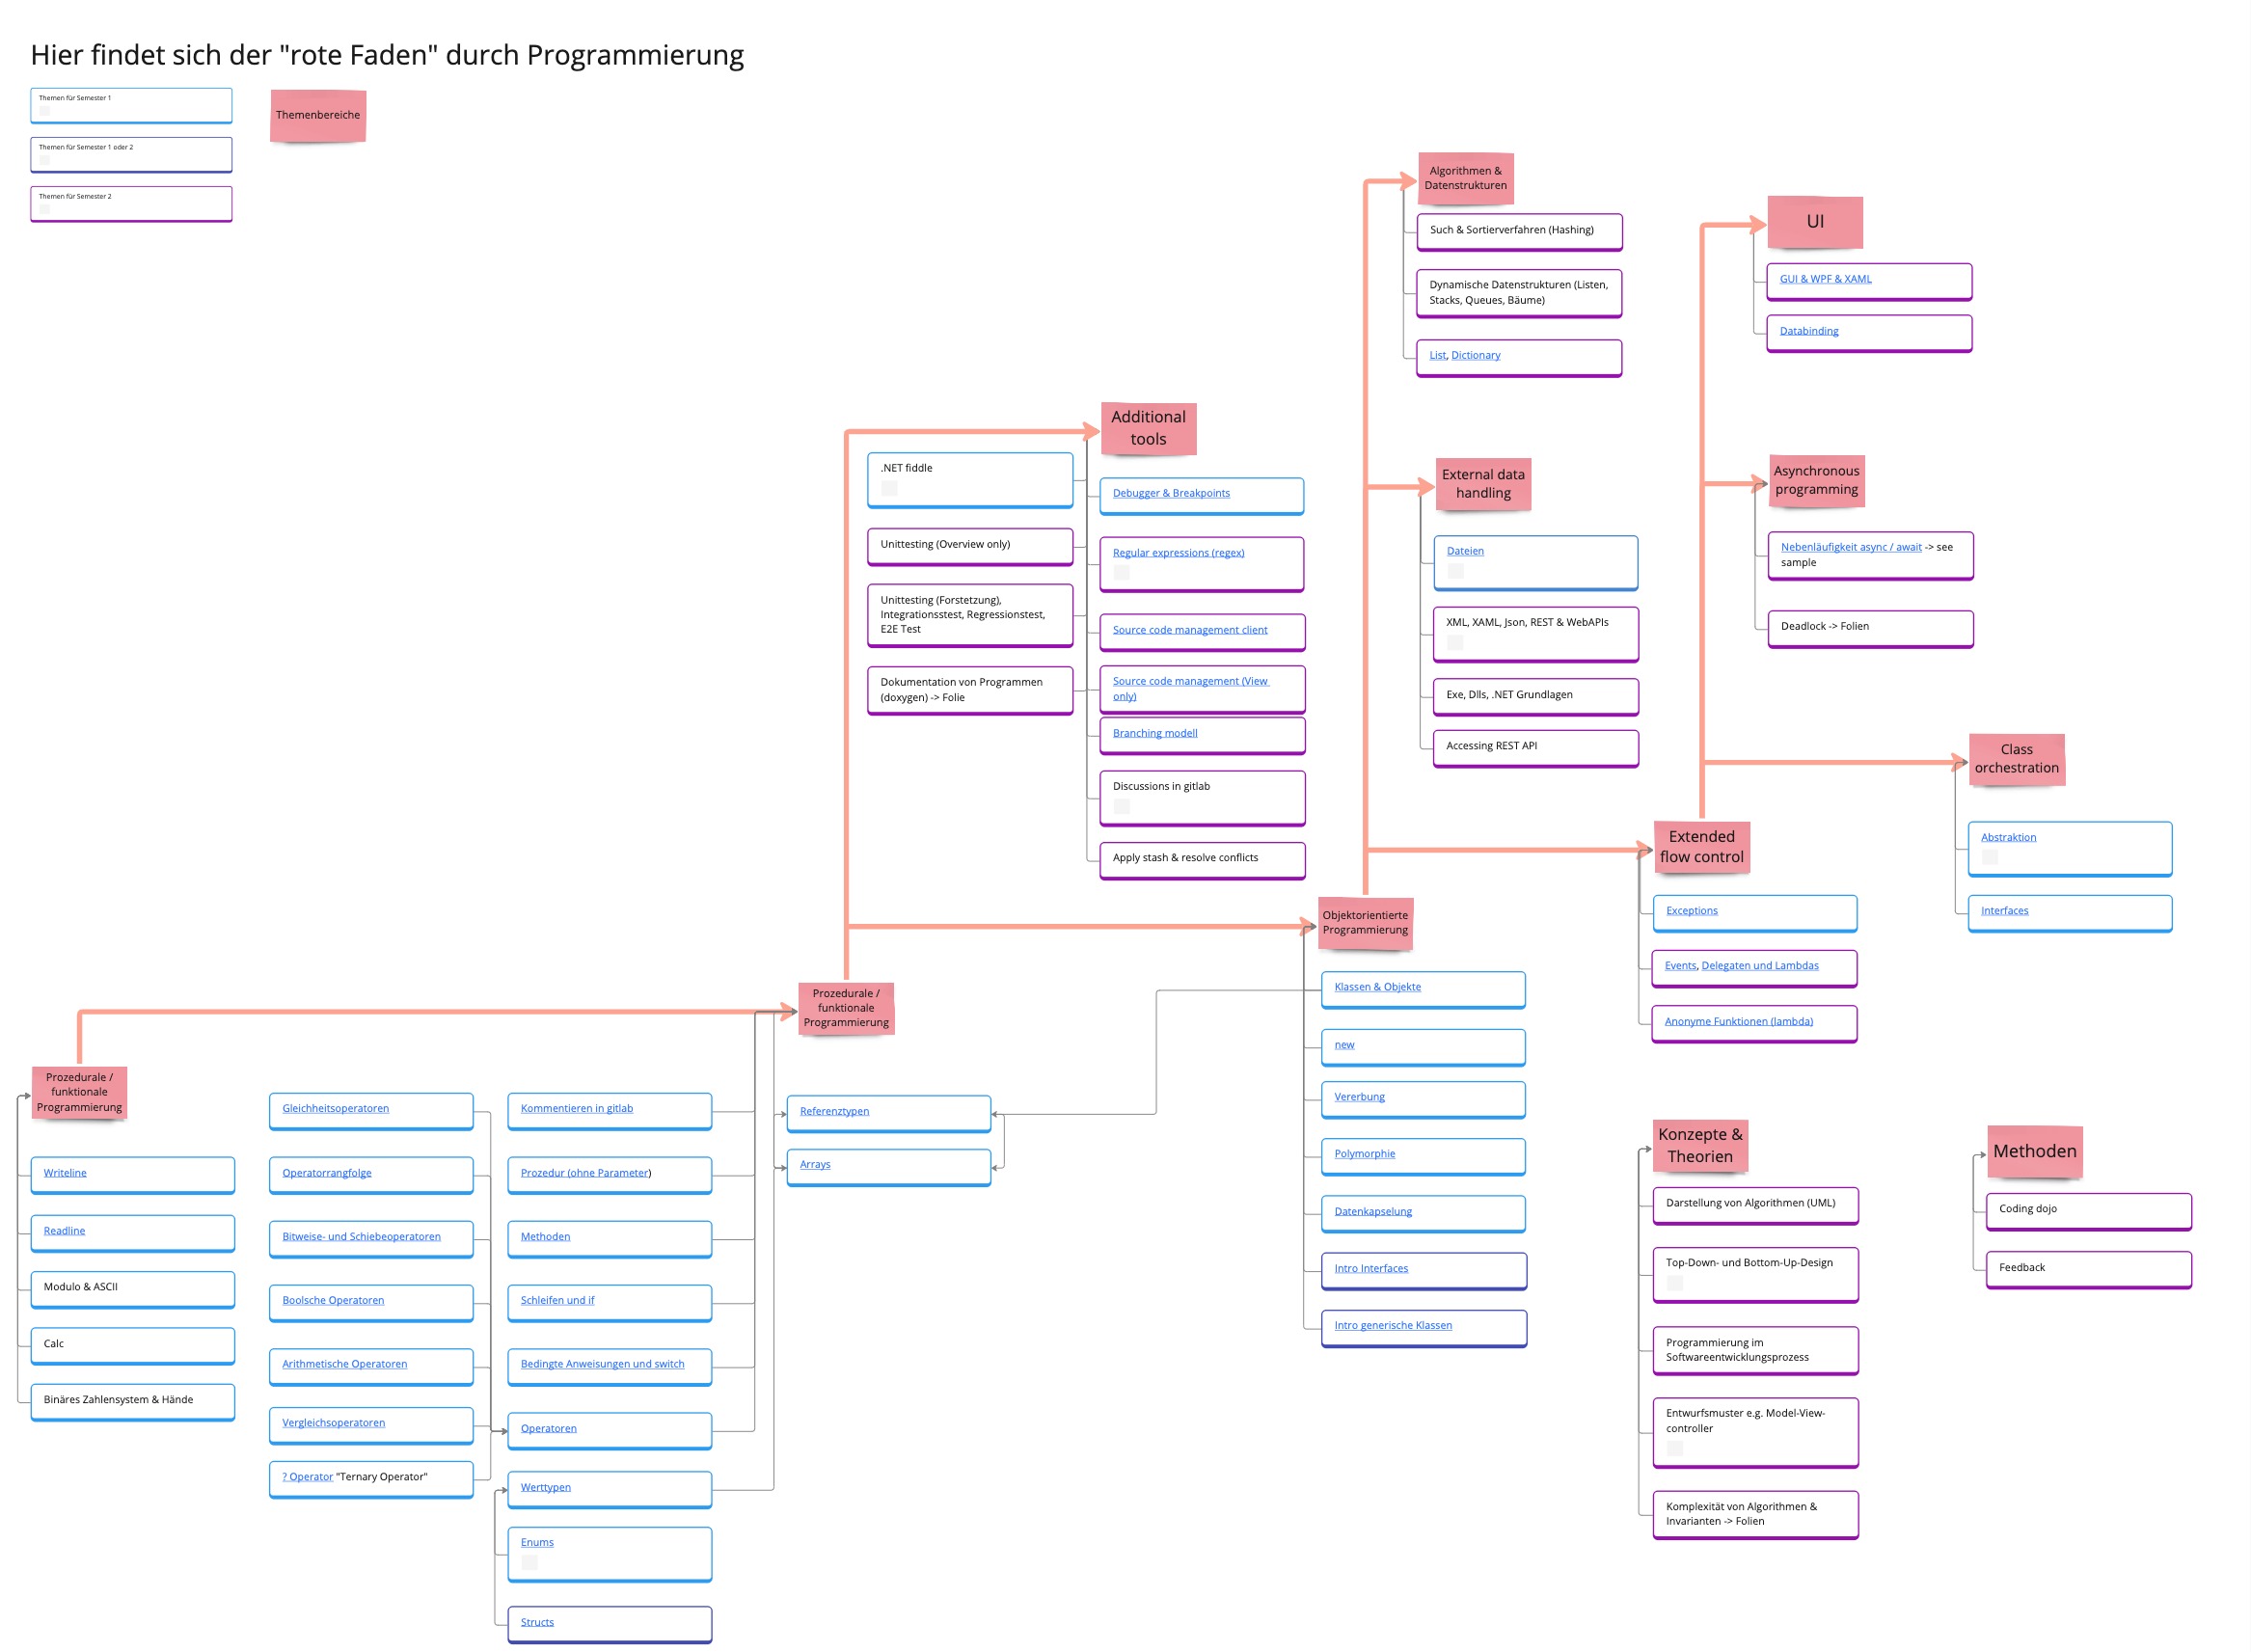 Hier findet sich der "rote Faden" durch Programmierung
Themen für Semester 1
Themen für Semester 1 oder 2
Themen für Semester 2
Themenbereiche
Prozedurale /
funktionale
Programmierung
Writeline
Readline
Modulo & ASCII
Calc
Binäres Zahlensystem & Hände
Gleichheitsoperatoren
Operatorrangfolge
Bitweise- und Schiebeoperatoren
Boolsche Operatoren
Arithmetische Operatoren
Vergleichsoperatoren
? Operator "Ternary Operator"
Kommentieren in gitlab
Prozedur (ohne Parameter)
Methoden
Schleifen und if
Bedingte Anweisungen und switch
Operatoren
Werttypen
Enums
Structs
Prozedurale /
funktionale
Programmierung
Referenztypen
Arrays
Additional
tools
.NET fiddle
Unittesting (Overview only)
Unittesting (Forstetzung),
Integrationsstest, Regressionstest,
E2E Test
Dokumentation von Programmen
(doxygen) -> Folie
Debugger & Breakpoints
Regular expressions (regex)
Source code management client
Source code management (View
only)
Branching modell
Discussions in gitlab
Apply stash & resolve conflicts
Objektorientierte
Programmierung
Klassen & Objekte
new
Vererbung
Polymorphie
Datenkapselung
Intro Interfaces
Intro generische Klassen
Algorithmen &
Datenstrukturen
Such & Sortierverfahren (Hashing)
Dynamische Datenstrukturen (Listen,
Stacks, Queues, Bäume)
List, Dictionary
External data
handling
Dateien
XML, XAML, Json, REST & WebAPIs
Exe, Dlls, .NET Grundlagen
Accessing REST API
Extended
flow control
Exceptions
Events, Delegaten und Lambdas
Anonyme Funktionen (lambda)
UI
GUI & WPF & XAML
Databinding
Asynchronous
programming
Nebenläufigkeit async / await -> see
sample
Deadlock -> Folien
Class
orchestration
Abstraktion
Interfaces
Konzepte &
Theorien
Darstellung von Algorithmen (UML)
Top-Down- und Bottom-Up-Design
Programmierung im
Softwareentwicklungsprozess
Entwurfsmuster e.g. Model-View-
controller
Komplexität von Algorithmen &
Invarianten -> Folien
Methoden
Coding dojo
Feedback